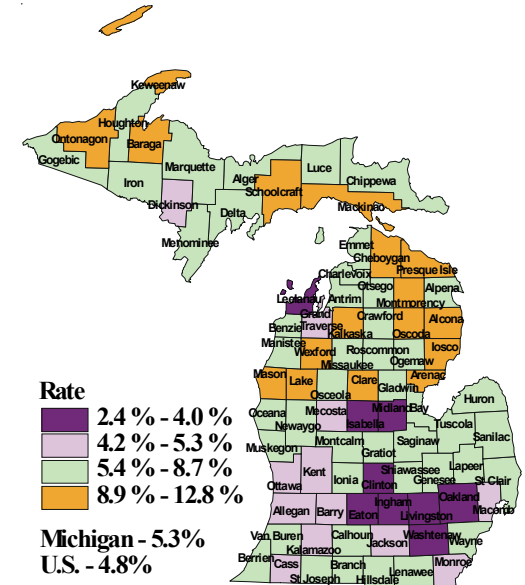 Keweenaw
Houghton
Ontonagon
Baraga
Gogebic
Marquette
Luce
Iron
Alger
Schoolcraft
Chippewa
Dickinson
Delta
Mackinac
Menominee
Emmet
Cheboygan
Charlevoix
Presque Isle
Otsego
Alpena
Leelanau
Antrim
Montmorency
Grand
Traverse
Crawford
Alcona
Benzie
Kalkaska
Oscoda
Manistee
Wexford
Roscommon
Iosco
Missaukee
Ogemaw
Mason
Lake
Clare
Arenac
Osceola
Gladwin
Huron
Oceana
Mecosta
Midland
Bay
Newaygo
Isabella
Tuscola
Sanilac
Muskegon
Montcalm
Saginaw
Gratiot
Kent
Ionia
Shiawassee
Lapeer
Ottawa
Clinton
Genesee
St Clair
Allegan
Barry
Eaton
Ingham
Livingston
Oakland
Macomb
Van Buren
Calhoun
Jackson
Washtenaw
Wayne
Kalamazoo
Berrien
Cass
St Joseph
Branch
Hillsdale
Lenawee
Monroe
Rate
2.4 % - 4.0 %
4.2 % - 5.3 %
5.4 % - 8.7 %
8.9 % - 12.8 %
Michigan - 5.3%
U.S. - 4.8%